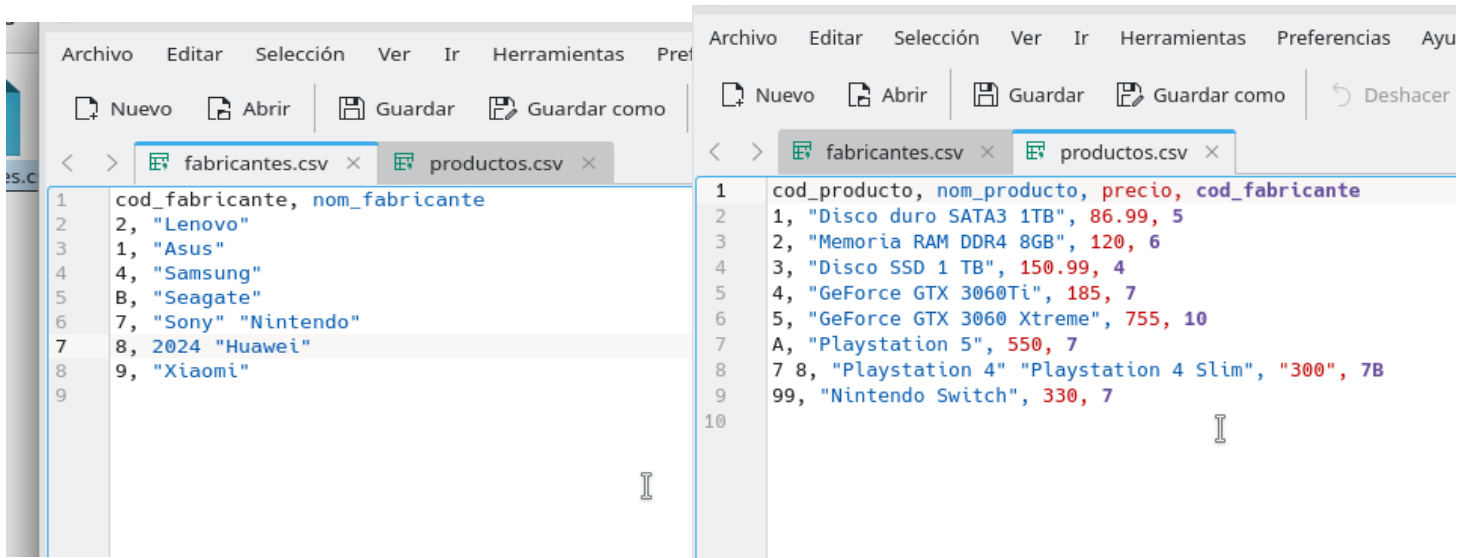 Archivo Editar Selección Ver Ir Herramientas Pref
Nuevo Abrir Guardar Guardar como
fabricantes.csv productos.csv
es.c
1 cod_fabricante, nom_fabricante
2 2, "Lenovo"
3 1, "Asus"
4 4, "Samsung"
5 B, "Seagate"
6 7, "Sony" "Nintendo"
7 8, 2024 "Huawei"
8 9, "Xiaomi"
9
Archivo Editar Selección Ver Ir Herramientas Preferencias Ayu
Nuevo Abrir Guardar Guardar como Deshacer
fabricantes.csv productos.csv
1 cod_producto, nom_producto, precio, cod_fabricante
2 1, "Disco duro SATA3 1TB", 86.99, 5
3 2, "Memoria RAM DDR4 8GB", 120, 6
4 3, "Disco SSD 1 TB", 150.99, 4
5 4, "GeForce GTX 3060Ti", 185, 7
6 5, "GeForce GTX 3060 Xtreme", 755, 10
7 A, "Playstation 5", 550, 7
8 7 8, "Playstation 4" "Playstation 4 Slim", "300", 7B
9 99, "Nintendo Switch", 330, 7
10